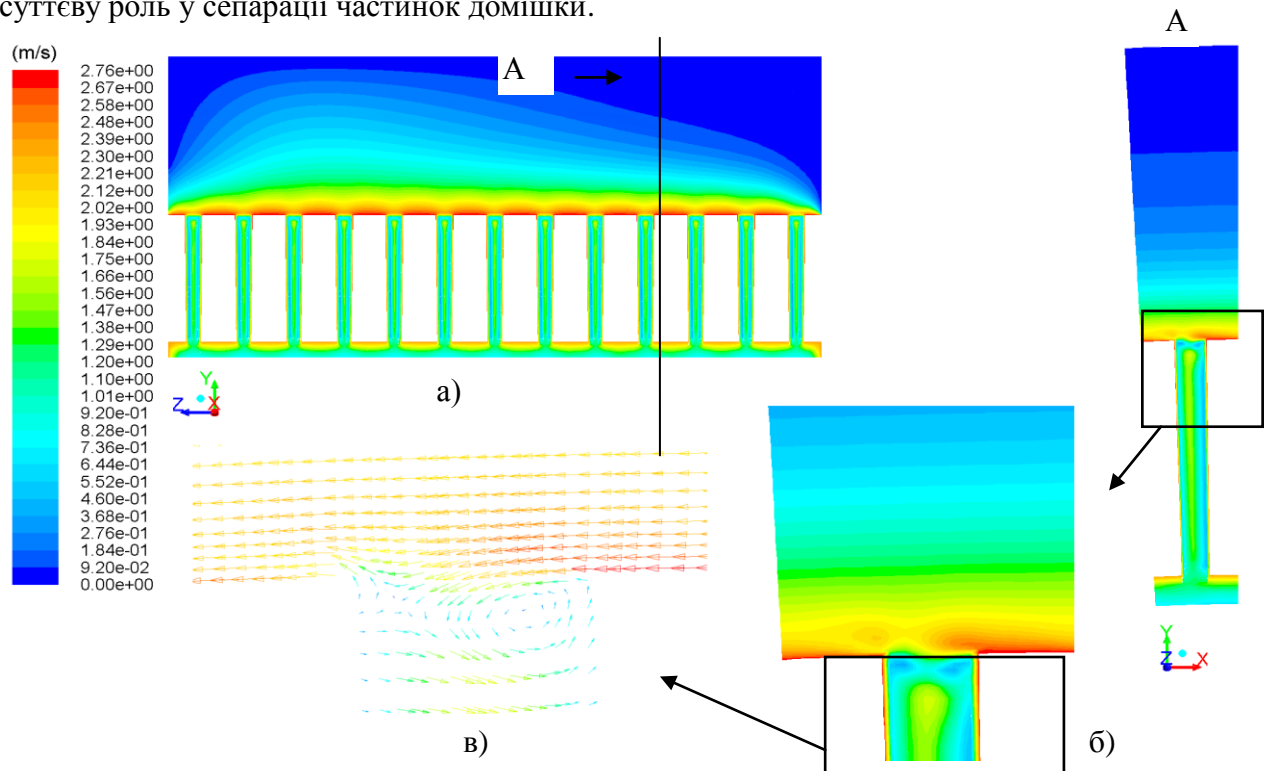 суттєву роль у сепарації частинок домішки.
A
(m/s)
2.76e+00
2.67e+00
2.58e+00
2.48e+00
2.39e+00
2.30e+00
2.21e+00
2.12e+00
2.02e+00
1.93e+00
1.84e+00
1.75e+00
1.66e+00
1.56e+00
1.47e+00
1.38e+00
1.29e+00
1.20e+00
1.10e+00
1.01e+00
9.20e-01
8.28e-01
7.36e-01
6.44e-01
5.52e-01
4.60e-01
3.68e-01
2.76e-01
1.84e-01
9.20e-02
0.00e+00
A
Y
Z
X
а)
Y
Z
X
в)
б)